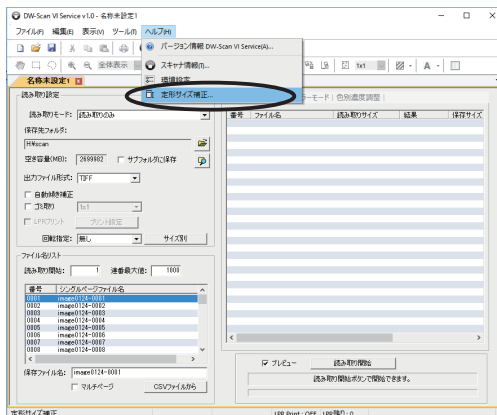 DW-Scan VI Service v1.0 - 名称未設定1
ファイル(F) 編集(E) 表示(V) ツール(T) ヘルプ(H)
バージョン情報 DW-Scan VI Service(A)...
全体表示
スキャナ情報(I)...
1x1
環境設定
定形サイズ補正...
名称未設定1
ラーモード 色別濃度調整
読み取り設定
読み取りモード: 読み取りのみ
保存先フォルダ:
H:¥scan
空き容量(MB): 2699982 サブフォルダに保存
出力ファイル形式: TIFF
自動傾き補正
ゴミ取り 1x1
LPRプリント プリント設定
回転指定: 無し サイズ別
ファイル名リスト
読み取り開始: 1 連番最大値: 1000
番号 シングルページファイル名
0001 image0124-0001
0002 image0124-0002
0003 image0124-0003
0004 image0124-0004
0005 image0124-0005
0006 image0124-0006
0007 image0124-0007
0008 image0124-0008
保存ファイル名: image0124-0001
マルチページ CSVファイルから
番号 ファイル名 読み取りサイズ 結果 保存サイズ
プレビュー 読み取り開始
読み取り開始ボタンで開始できます。
定形サイズ補正
LPR Print : OFF LPR残り : 0